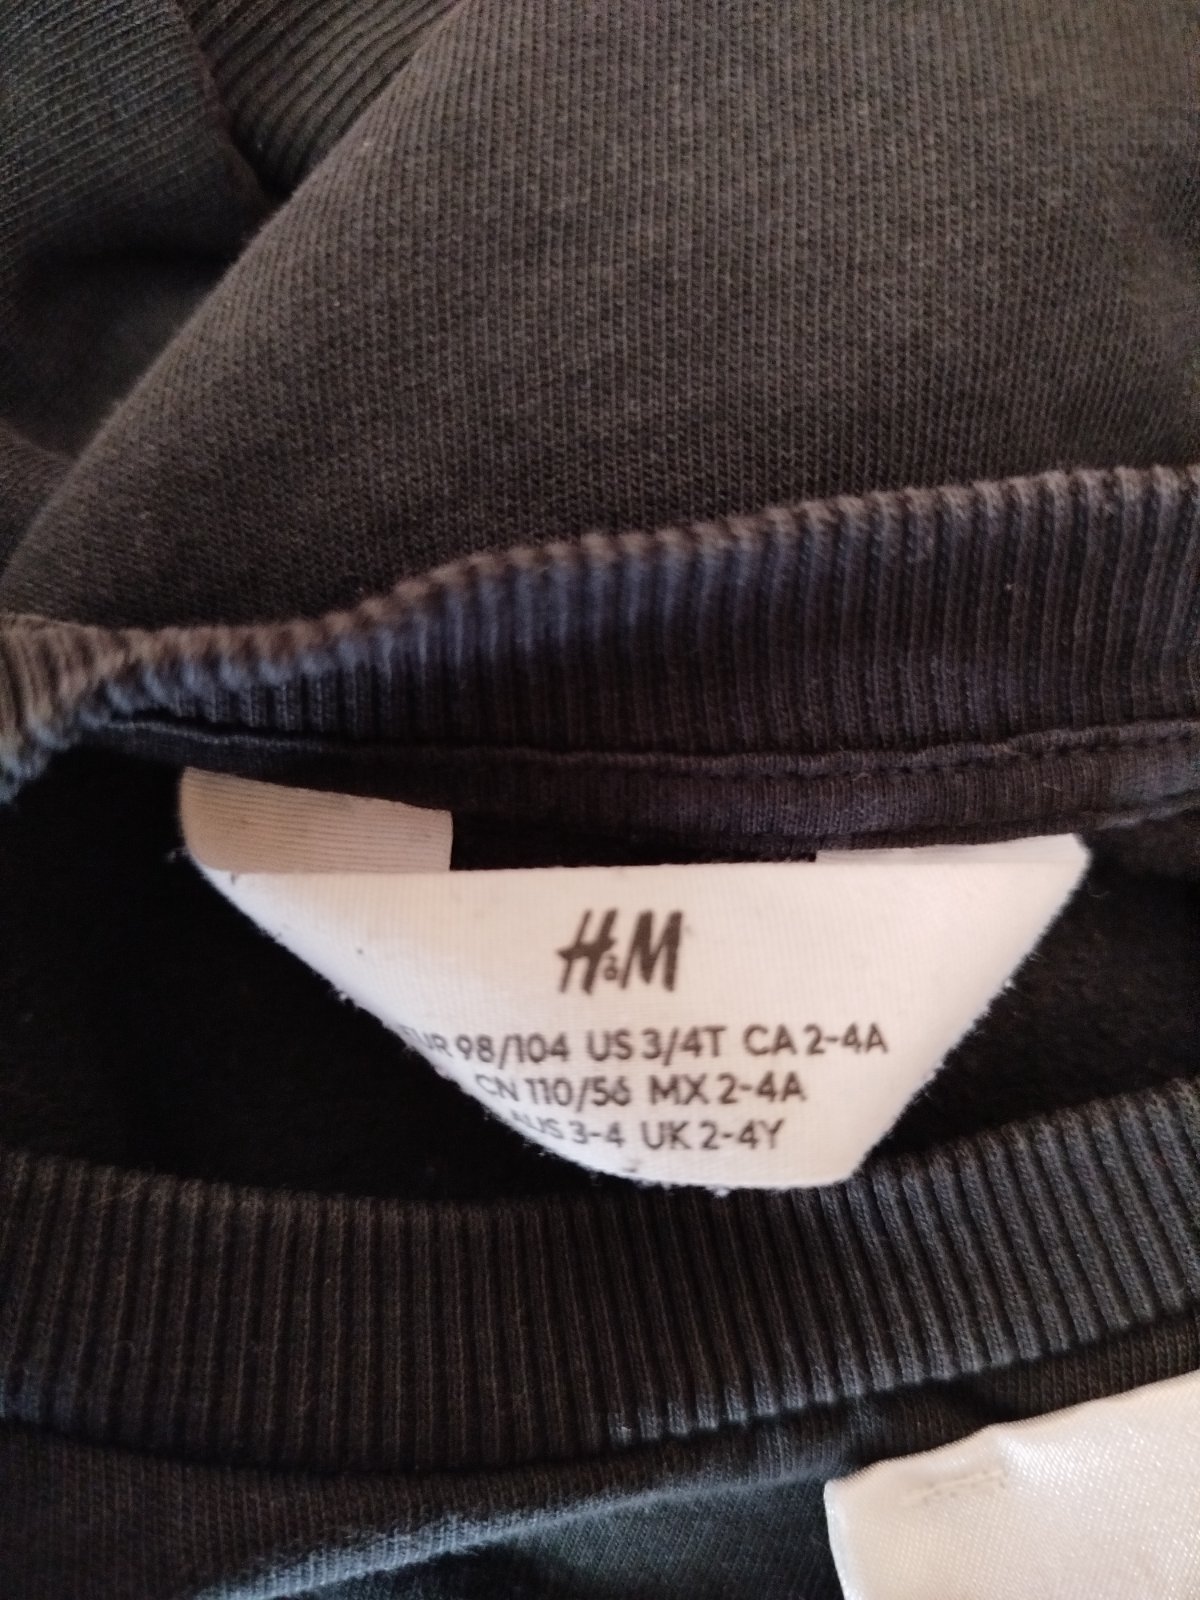 H&M
EUR 98/104 US 3/4T CA 2-4A
CN 110/56 MX 2-4A
AUS 3-4 UK 2-4Y